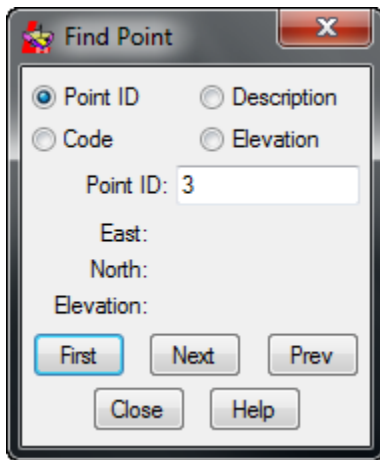 Find Point
Point ID Description
Code Elevation
Point ID: 3
East:
North:
Elevation:
First Next Prev
Close Help